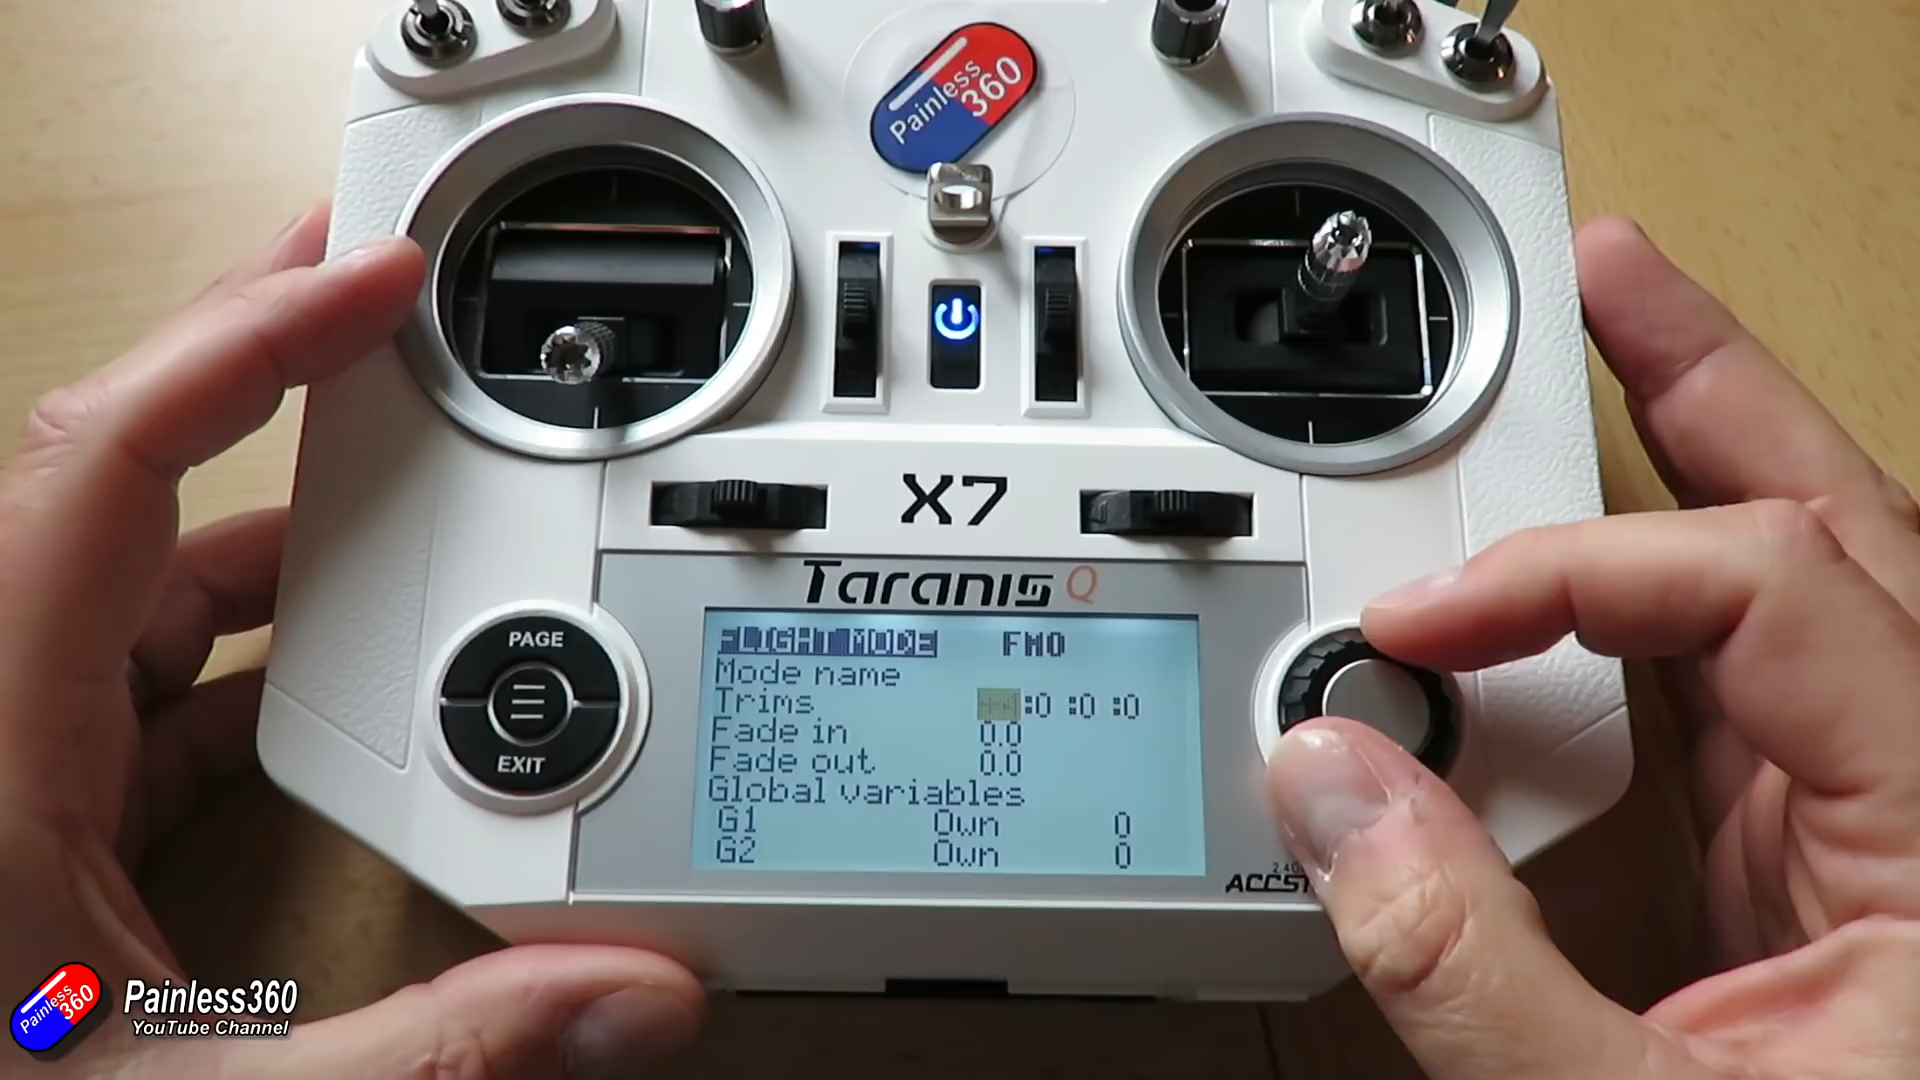 Painless
360
X7
Taranis Q
PAGE
EXIT
FLIGHT MODE FM0
Mode name
Trims :0 :0 :0
Fade in 0.0
Fade out 0.0
Global variables
G1 Own 0
G2 Own 0
Painless
360
Painless360
YouTube Channel